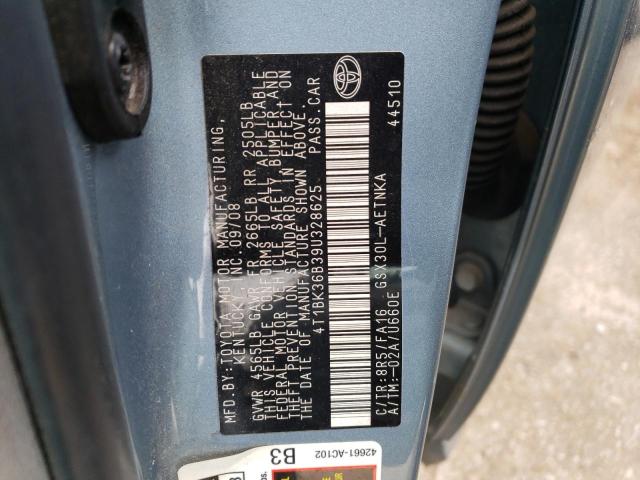 MFD.BY:TOYOTA MOTOR MANUFACTURING,
KENTUCKY, INC. 09/08
GVWR 4565LB GAWR FR 2665LB RR 2505LB
THIS VEHICLE CONFORMS TO ALL APPLICABLE
FEDERAL MOTOR VEHICLE SAFETY, BUMPER, AND
THEFT PREVENTION STANDARDS IN EFFECT ON
THE DATE OF MANUFACTURE SHOWN ABOVE.
4T1BK36B39U328625 PASS.CAR
C/TR:8R5/FA16 GSX30L-AETNKA
A/TM:-02A/U660E 44510
42661-AC102
B3